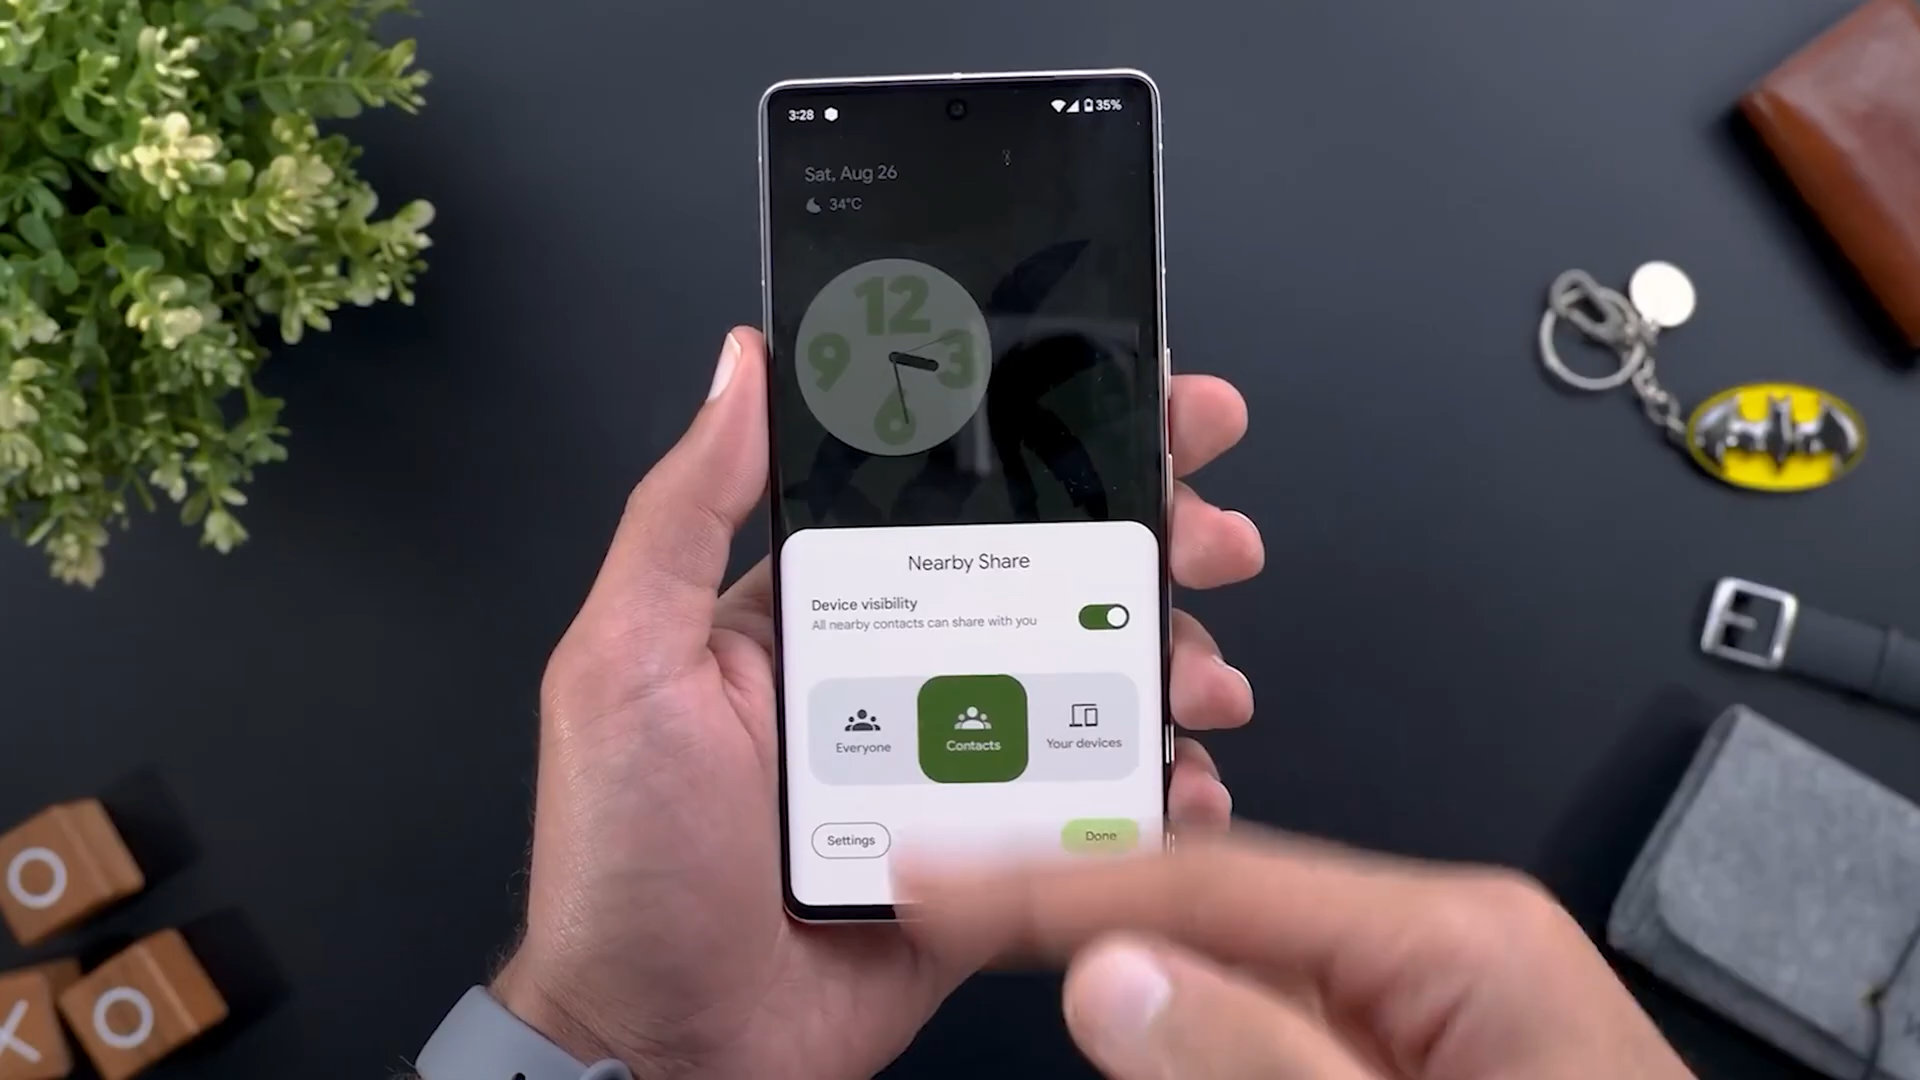 3:28
35%
Sat, Aug 26
34°C
12
9
3
6
Nearby Share
Device visibility
All nearby contacts can share with you
Everyone
Contacts
Your devices
Settings
Done
O
X
O